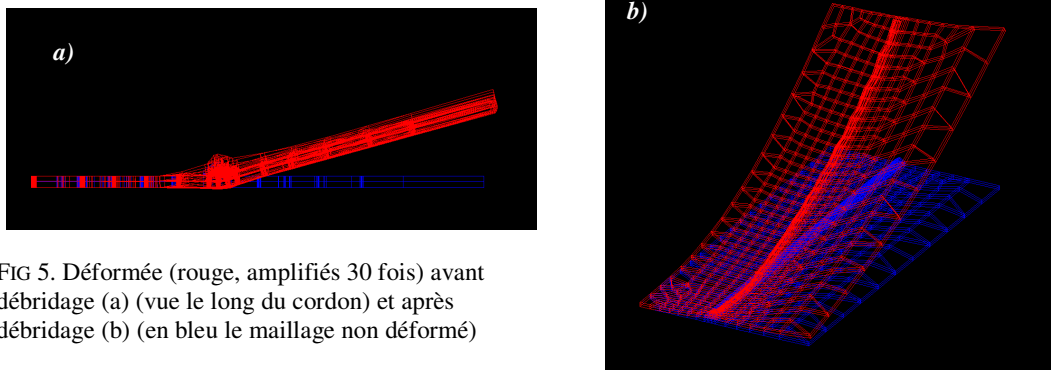 a)
b)
FIG 5. Déformée (rouge, amplifiés 30 fois) avant
débridage (a) (vue le long du cordon) et après
débridage (b) (en bleu le maillage non déformé)